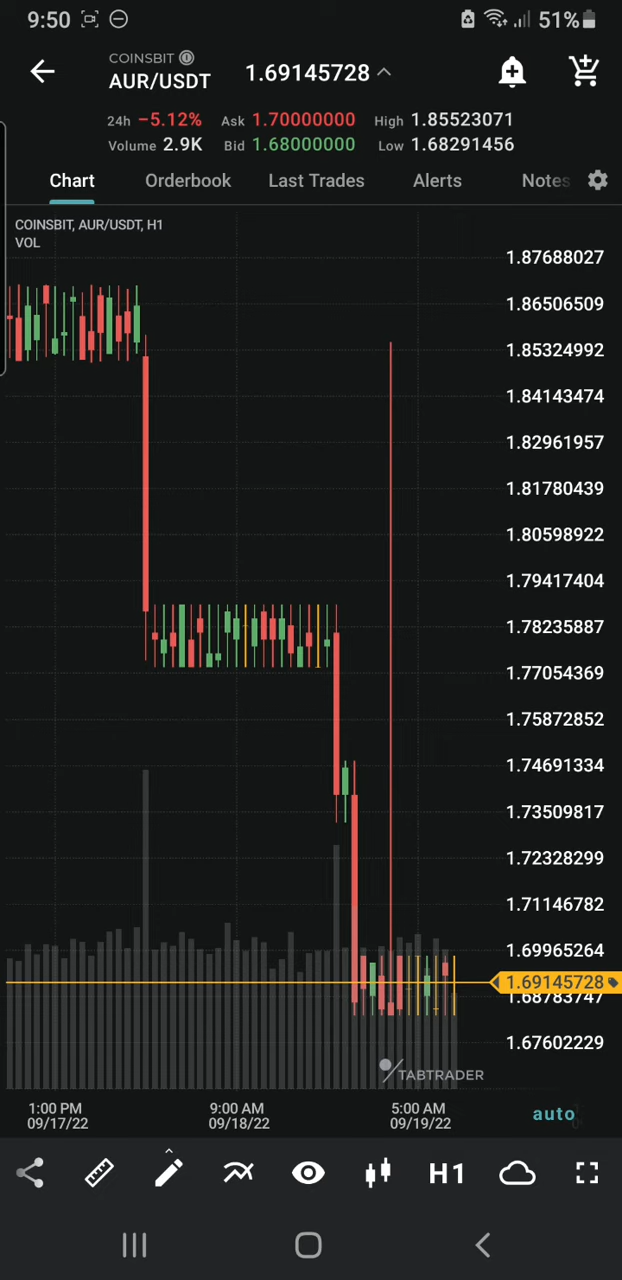 9:50 51%
COINSBIT
AUR/USDT 1.69145728
24h −5.12% Ask 1.70000000 High 1.85523071
Volume 2.9K Bid 1.68000000 Low 1.68291456
Chart Orderbook Last Trades Alerts Notes
COINSBIT, AUR/USDT, H1
VOL
1.87688027
1.86506509
1.85324992
1.84143474
1.82961957
1.81780439
1.80598922
1.79417404
1.78235887
1.77054369
1.75872852
1.74691334
1.73509817
1.72328299
1.71146782
1.69965264
1.69145728
1.68783747
1.67602229
TABTRADER
1:00 PM 9:00 AM 5:00 AM
09/17/22 09/18/22 09/19/22
auto
H1